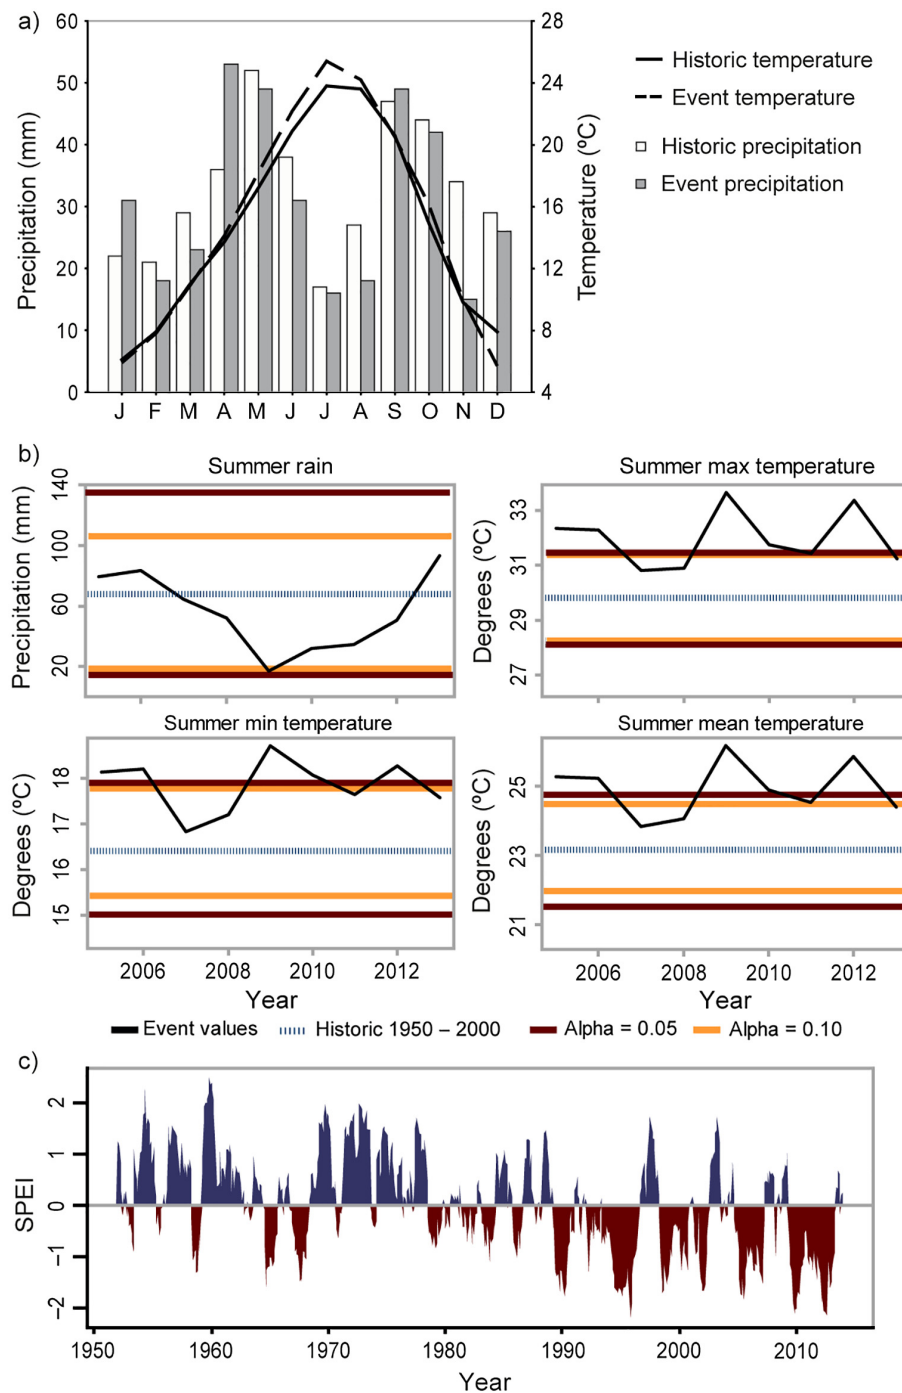 a)
60
50
40
30
20
10
0
Precipitation (mm)
28
24
20
16
12
8
4
Temperature (ºC)
J F M A M J J A S O N D
Historic temperature
Event temperature
Historic precipitation
Event precipitation
b)
Summer rain
Precipitation (mm)
140
100
60
20
Summer max temperature
Degrees (ºC)
33
31
29
27
Summer min temperature
Degrees (ºC)
18
17
16
15
2006 2008 2010 2012
Year
Summer mean temperature
Degrees (ºC)
25
23
21
2006 2008 2010 2012
Year
Event values Historic 1950 – 2000 Alpha = 0.05 Alpha = 0.10
c)
SPEI
2
1
0
−1
−2
1950 1960 1970 1980 1990 2000 2010
Year